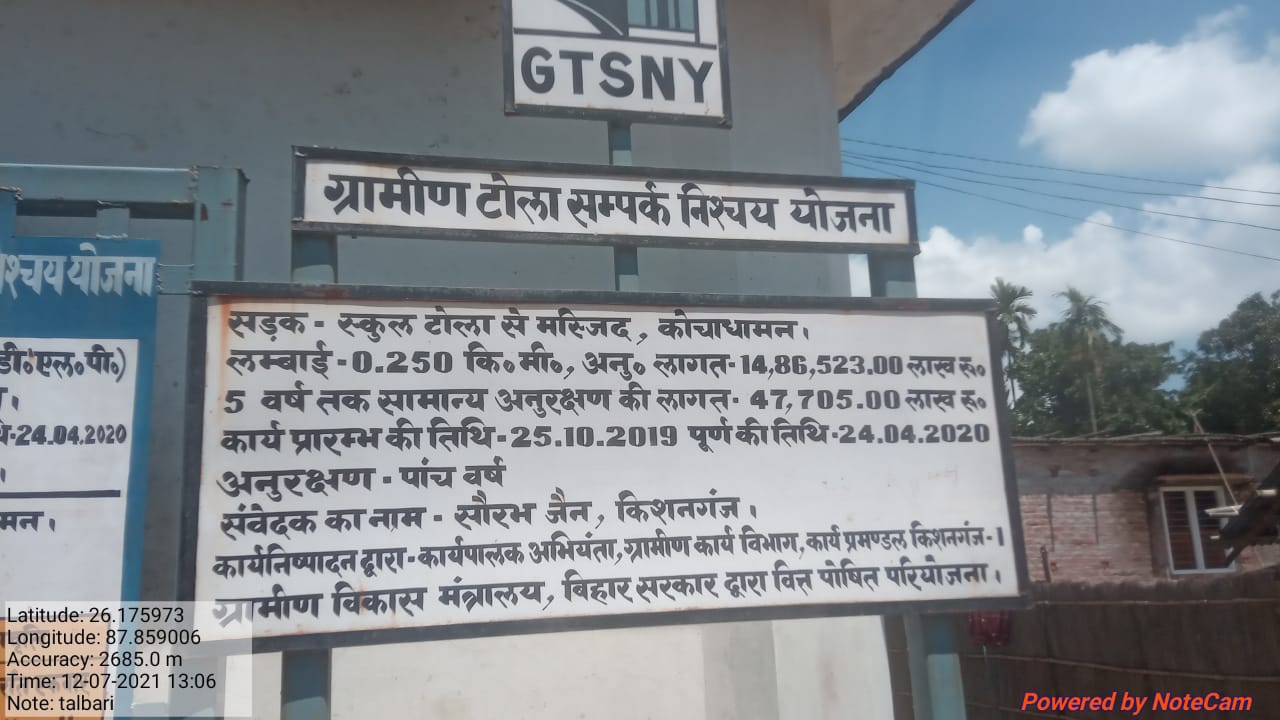 GTSNY
ग्रामीण टोला सम्पर्क निश्चय योजना
सड़क - स्कुल टोला से मस्जिद, कोचाधामन।
लम्बाई-0.250 कि॰मी॰, अनु॰ लागत-14,86,523.00 लाख रु॰
5 वर्ष तक सामान्य अनुरक्षण की लागत- 47,705.00 लाख रु॰
कार्य प्रारम्भ की तिथि-25.10.2019 पूर्ण की तिथि-24.04.2020
अनुरक्षण - पांच वर्ष
संवेदक का नाम - सौरभ जैन, किशनगंज।
कार्यनिष्पादन द्वारा-कार्यपालक अभियंता, ग्रामीण कार्य विभाग, कार्य प्रमण्डल किशनगंज-1
ग्रामीण विकास मंत्रालय, बिहार सरकार द्वारा वित्त पोषित परियोजना।
श्चय योजना
डी॰एल॰पी॰)
-24.04.2020
मन।
Latitude: 26.175973
Longitude: 87.859006
Accuracy: 2685.0 m
Time: 12-07-2021 13:06
Note: talbari
Powered by NoteCam